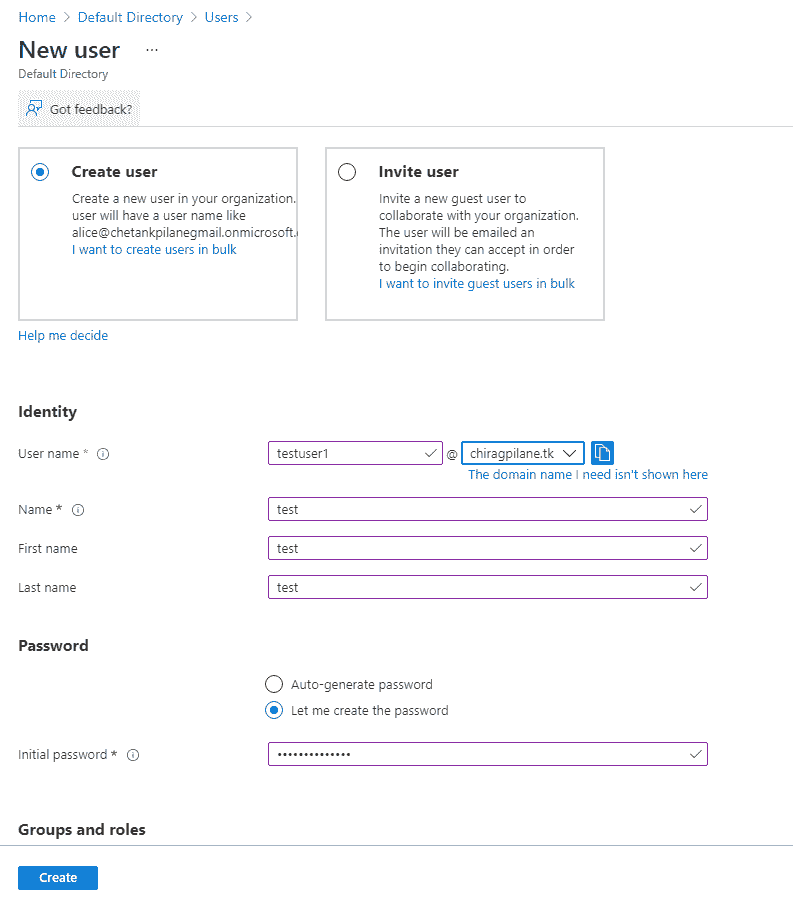 Home > Default Directory > Users >
New user ...
Default Directory
Got feedback?
Create user
Create a new user in your organization.
user will have a user name like
alice@chetankpilanegmail.onmicrosoft.
I want to create users in bulk
Invite user
Invite a new guest user to
collaborate with your organization.
The user will be emailed an
invitation they can accept in order
to begin collaborating.
I want to invite guest users in bulk
Help me decide
Identity
User name * testuser1 @ chiragpilane.tk
The domain name I need isn't shown here
Name * test
First name test
Last name test
Password
Auto-generate password
Let me create the password
Initial password * ••••••••••••••
Groups and roles
Create